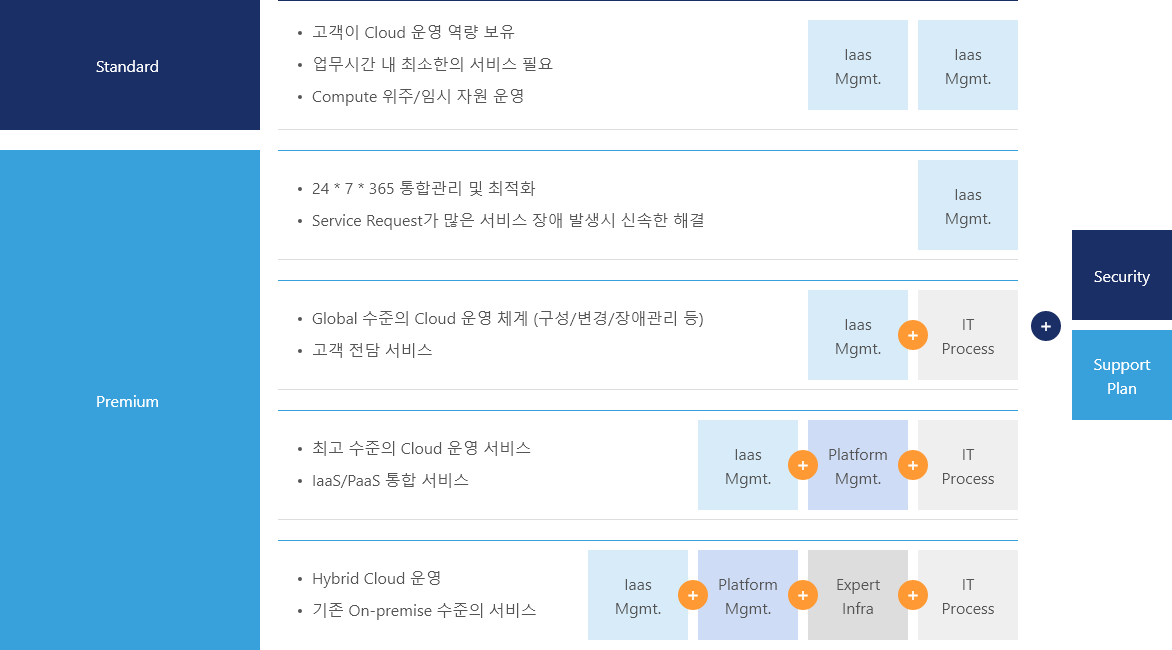 Standard
• 고객이 Cloud 운영 역량 보유
• 업무시간 내 최소한의 서비스 필요
• Compute 위주/임시 자원 운영
Iaas
Mgmt.
Iaas
Mgmt.
Premium
• 24 * 7 * 365 통합관리 및 최적화
• Service Request가 많은 서비스 장애 발생시 신속한 해결
Iaas
Mgmt.
• Global 수준의 Cloud 운영 체계 (구성/변경/장애관리 등)
• 고객 전담 서비스
Iaas
Mgmt.
+
IT
Process
• 최고 수준의 Cloud 운영 서비스
• IaaS/PaaS 통합 서비스
Iaas
Mgmt.
+
Platform
Mgmt.
+
IT
Process
• Hybrid Cloud 운영
• 기존 On-premise 수준의 서비스
Iaas
Mgmt.
+
Platform
Mgmt.
+
Expert
Infra
+
IT
Process
+
Security
Support
Plan